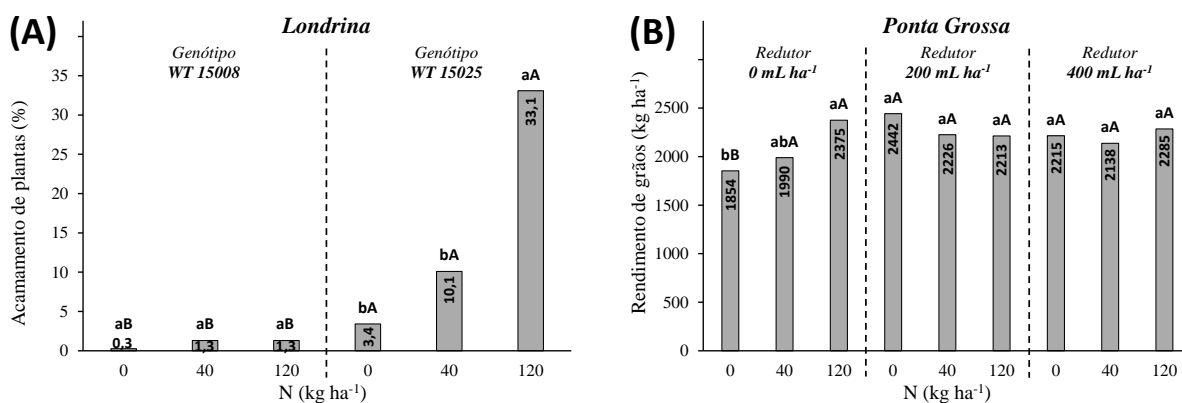 (A)
Londrina
Genótipo
WT 15008
Genótipo
WT 15025
Acamamento de plantas (%)
35
30
25
20
15
10
5
0
aB
0,3
aB
1,3
aB
1,3
bA
3,4
bA
10,1
aA
33,1
0 40 120 0 40 120
N (kg ha⁻¹)
(B)
Ponta Grossa
Redutor
0 mL ha⁻¹
Redutor
200 mL ha⁻¹
Redutor
400 mL ha⁻¹
Rendimento de grãos (kg ha⁻¹)
2500
2000
1500
1000
500
0
bB
1854
abA
1990
aA
2375
aA
2442
aA
2226
aA
2213
aA
2215
aA
2138
aA
2285
0 40 120 0 40 120 0 40 120
N (kg ha⁻¹)